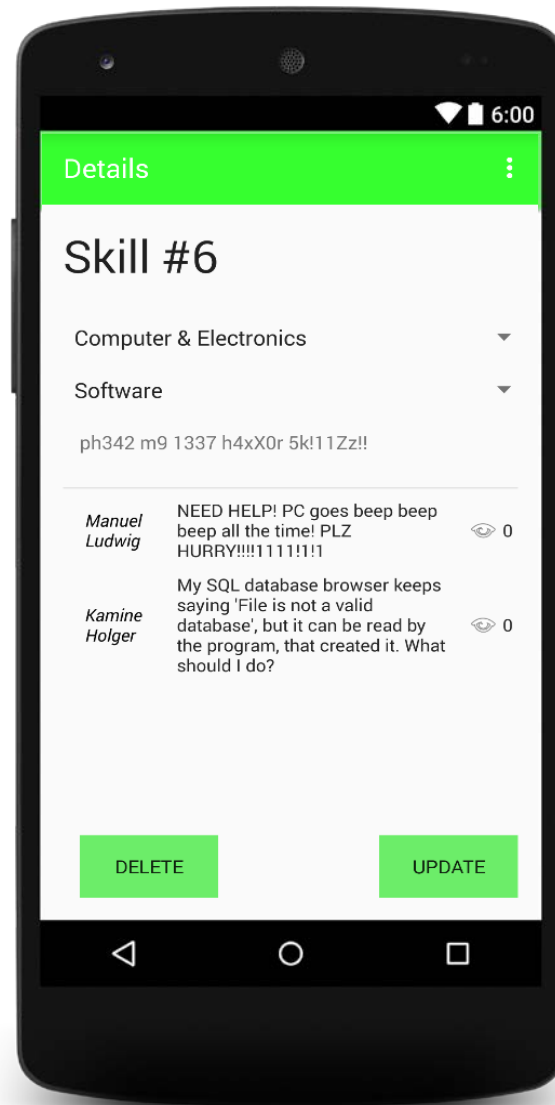 6:00
Details
Skill #6
Computer & Electronics
Software
ph342 m9 1337 h4xX0r 5k!11Zz!!
Manuel
Ludwig
NEED HELP! PC goes beep beep
beep all the time! PLZ
HURRY!!!!1111!1!1
0
Kamine
Holger
My SQL database browser keeps
saying 'File is not a valid
database', but it can be read by
the program, that created it. What
should I do?
0
DELETE
UPDATE